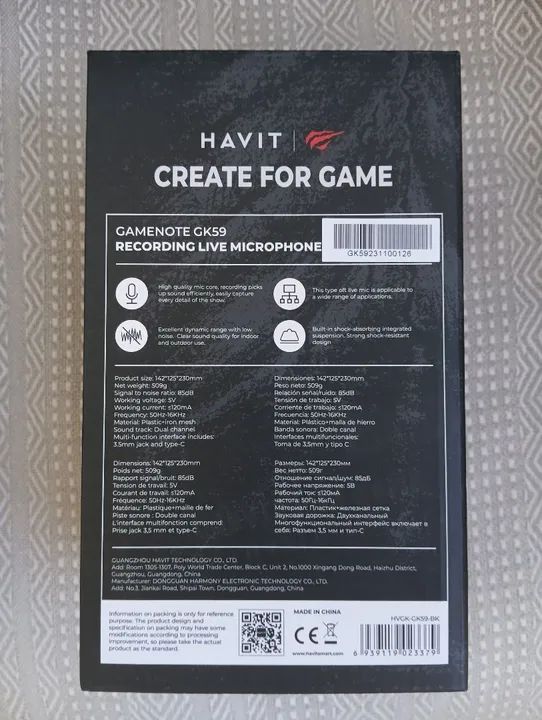 HAVIT
CREATE FOR GAME
GAMENOTE GK59
RECORDING LIVE MICROPHONE
GK59231100126
High quality mic core, recording picks
up sound efficiently, easily capture
every detail of the show.
This type oft live mic is applicable to
a wide range of applications.
Excellent dynamic range with low
noise. Clear sound quality for indoor
and outdoor use.
Built-in shock-absorbing integrated
suspension. Strong shock-resistant
design
Product size: 142*125*230mm
Net weight: 509g
Signal to noise ratio: 85dB
Working voltage: 5V
Working current: ≤120mA
Frequency: 50Hz-16KHz
Material: Plastic+iron mesh
Sound track: Dual channel
Multi-function interface includes:
3.5mm jack and type-C
Dimensiones: 142*125*230mm
Peso neto: 509g
Relación señal/ruido: 85dB
Tensión de trabajo: 5V
Corriente de trabajo: ≤120mA
Frecuencia: 50Hz-16KHz
Material: Plástico+malla de hierro
Banda sonora: Doble canal
Interfaces multifuncionales:
Toma de 3,5mm y tipo C
Dimensions: 142*125*230mm
Poids net: 509g
Rapport signal/bruit: 85dB
Tension de travail: 5V
Courant de travail: ≤120mA
Fréquence: 50Hz-16KHz
Matériau: Plastique+maille de fer
Piste sonore : Double canal
L'interface multifonction comprend:
Prise jack 3,5 mm et type-C
Размеры: 142*125*230мм
Вес нетто: 509г
Отношение сигнал/шум: 85дБ
Рабочее напряжение: 5В
Рабочий ток: ≤120мА
частота: 50Гц-16кГц
Материал: Пластик+железная сетка
Звуковая дорожка: Двухканальный
Многофункциональный интерфейс включает в
себя: Разъем 3,5 мм и тип-C
GUANGZHOU HAVIT TECHNOLOGY CO., LTD.
Add: Room 1305-1307, Poly World Trade Center, Block C, Unit 2, No.1000 Xingang Dong Road, Haizhu District,
Guangzhou, Guangdong, China
Manufacturer: DONGGUAN HARMONY ELECTRONIC TECHNOLOGY CO., LTD.
Add: No.3, Jiankai Road, Shipai Town, Dongguan, Guangdong, China
Information on packing is only for reference
purpose. The product design and
specification on packing may have some
modifications according to processing
improvement, so please take the actual
product as the standard.
MADE IN CHINA
CE
www.havitsmart.com
HVGK-GK59-BK
6 939119 023379